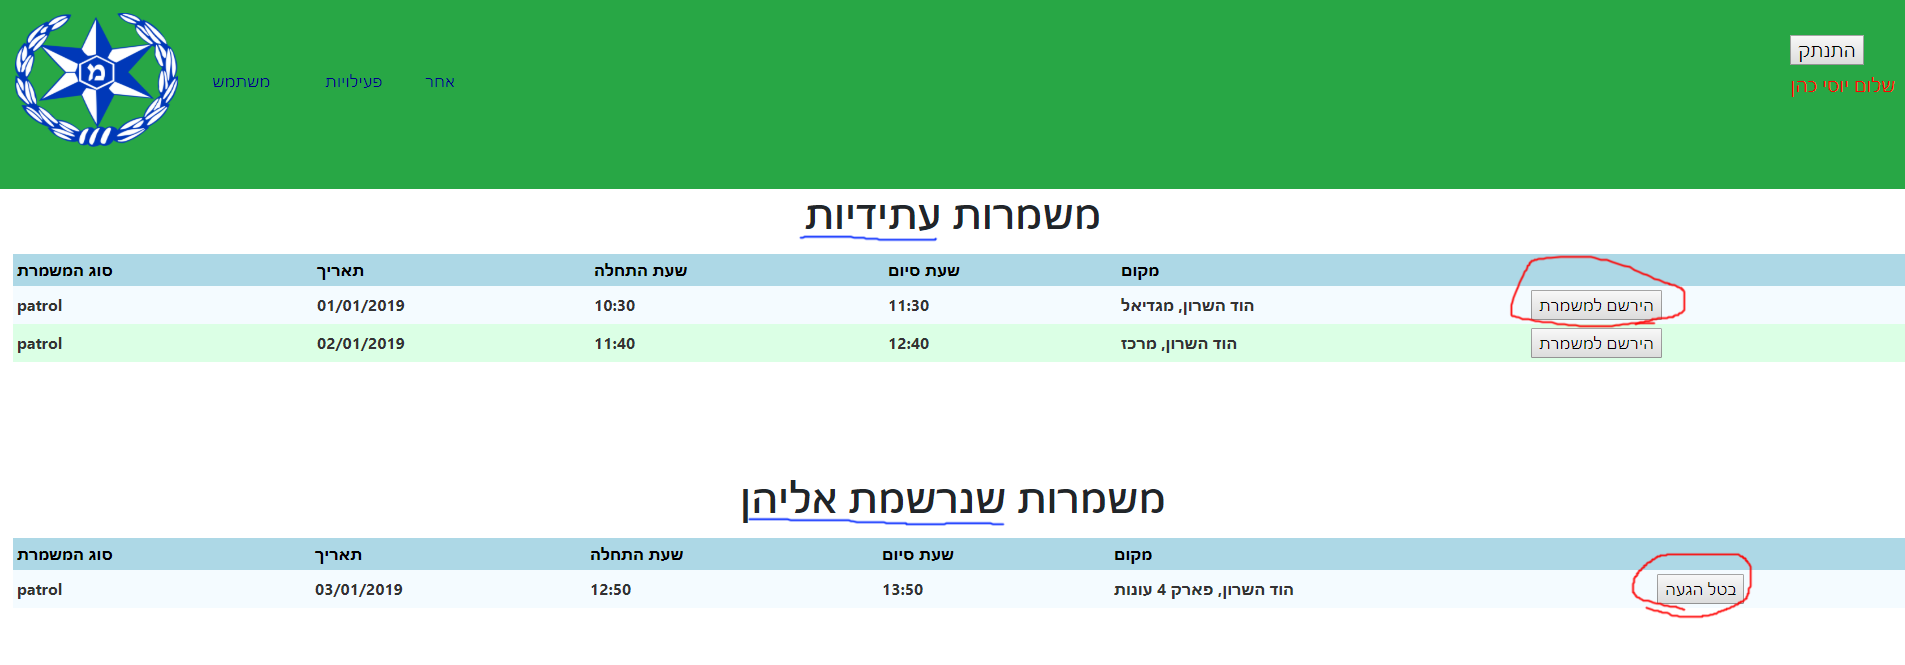 התנתק
שלום יוסי כהן
משתמש פעילויות אחר
מ
משמרות עתידיות
סוג המשמרת תאריך שעת התחלה שעת סיום מקום
patrol 01/01/2019 10:30 11:30 הוד השרון, מגדיאל הירשם למשמרת
patrol 02/01/2019 11:40 12:40 הוד השרון, מרכז הירשם למשמרת
משמרות שנרשמת אליהן
סוג המשמרת תאריך שעת התחלה שעת סיום מקום
patrol 03/01/2019 12:50 13:50 הוד השרון, פארק 4 עונות בטל הגעה